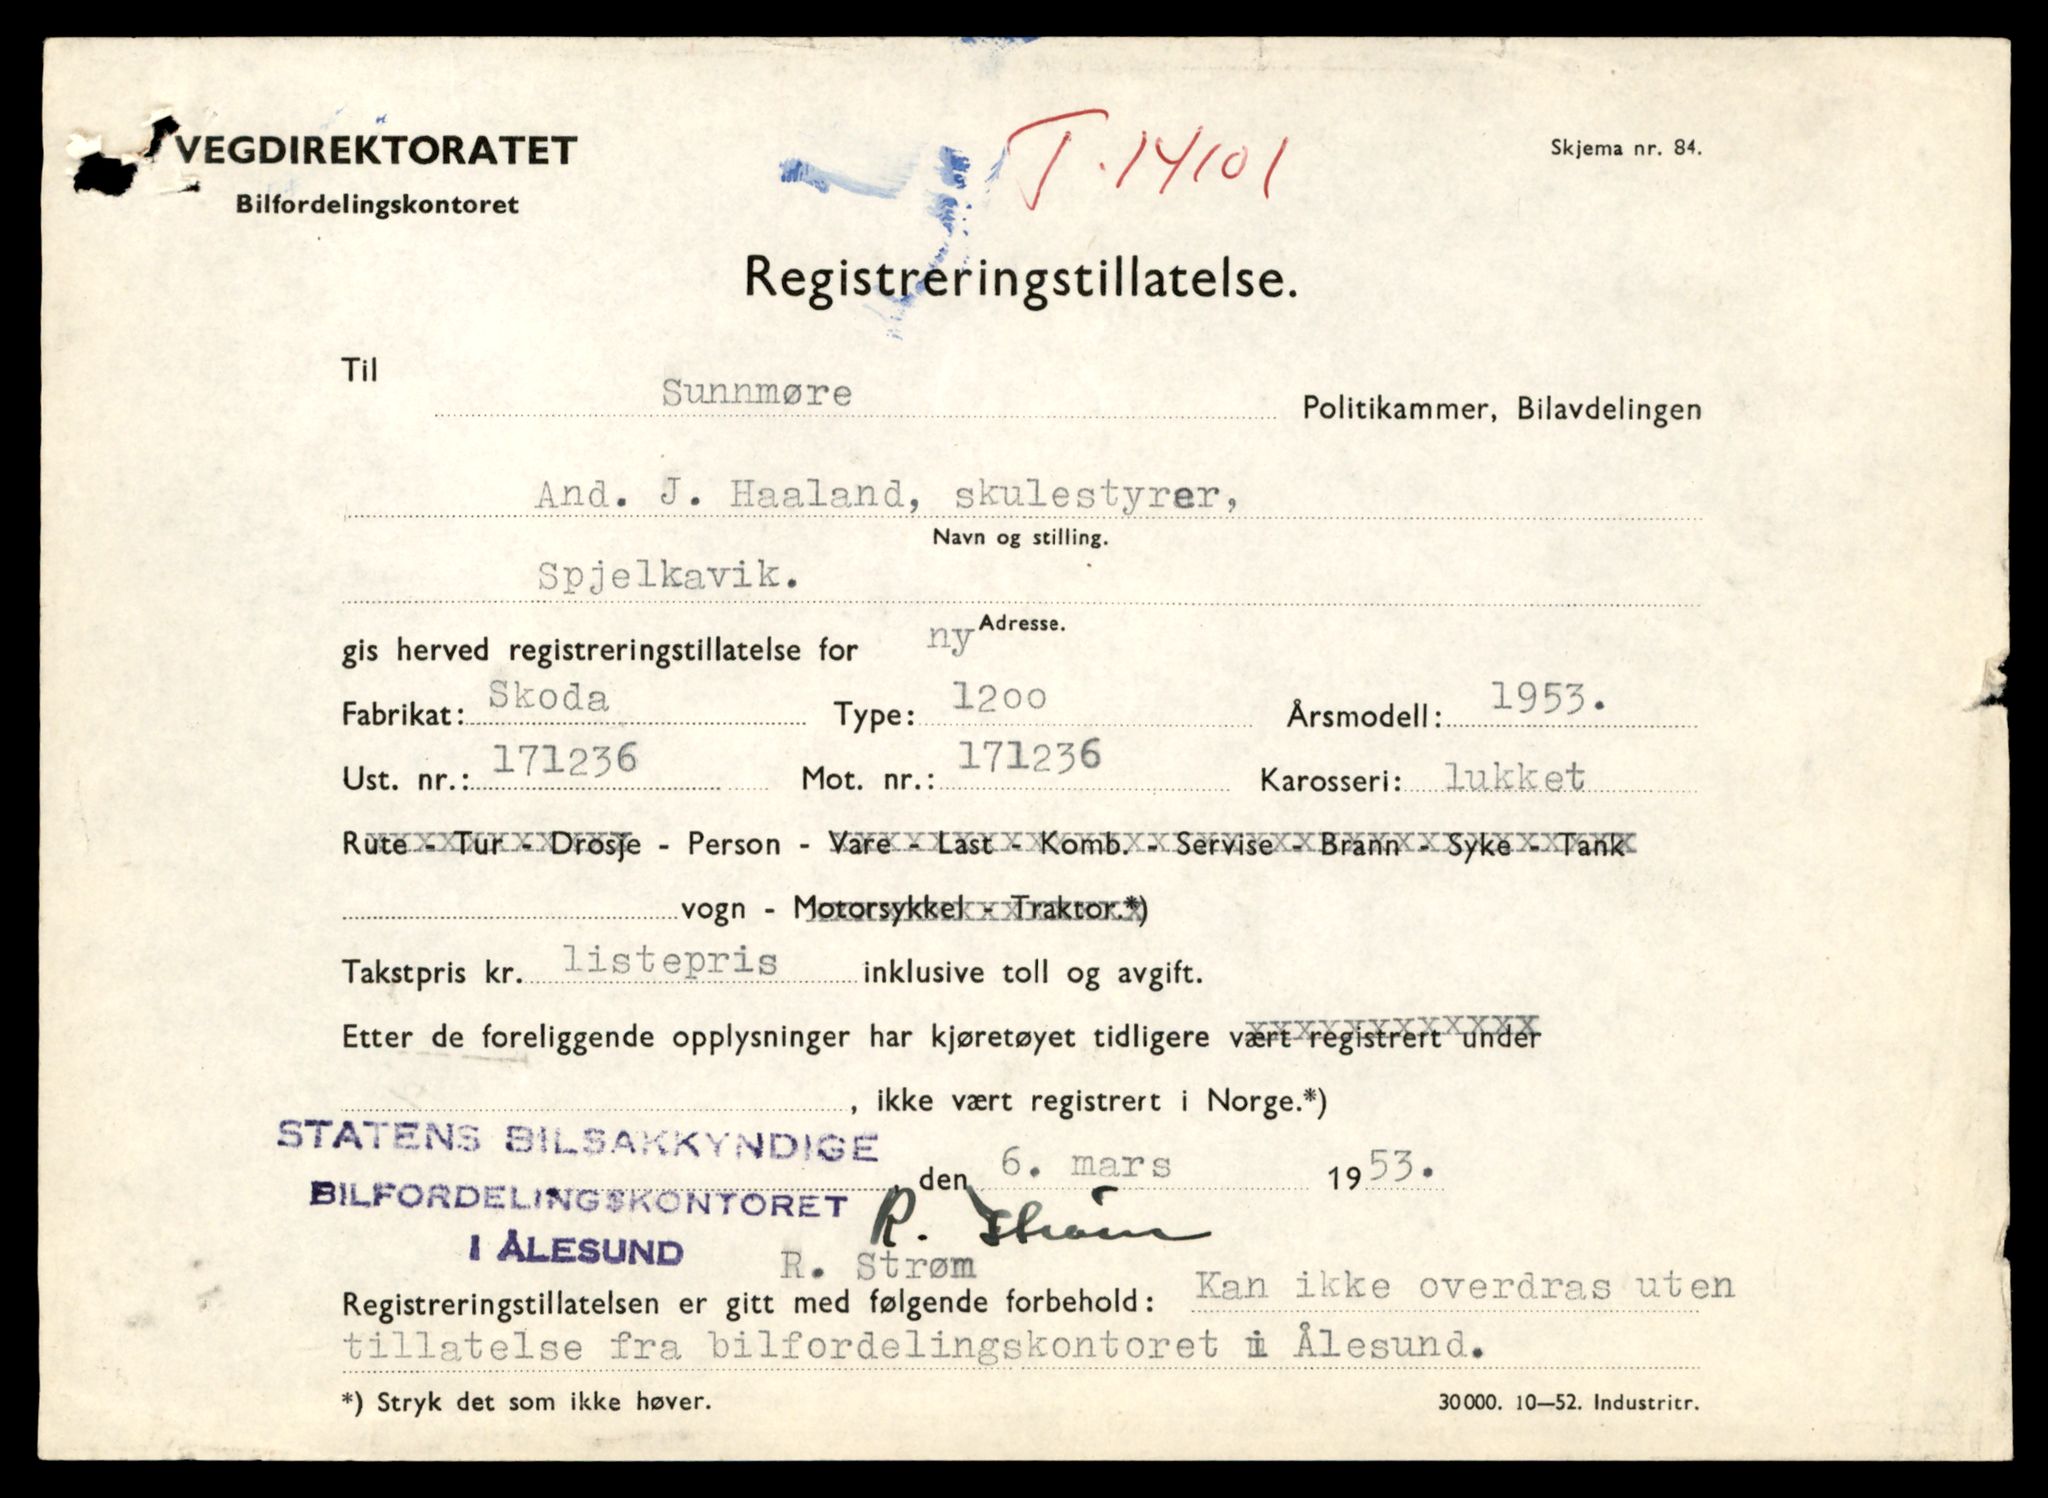 T. 14101
VEGDIREKTORATET
Bilfordelingskontoret
Skjema nr. 84.
Registreringstillatelse.
Til Sunnmøre Politikammer, Bilavdelingen
And. J. Haaland, skulestyrer,
Navn og stilling.
Spjelkavik.
Adresse.
gis herved registreringstillatelse for ny
Fabrikat: Skoda Type: 1200 Årsmodell: 1953.
Ust. nr.: 171236 Mot. nr.: 171236 Karosseri: lukket
Rute - Tur - Drosje - Person - Vare - Last - Komb. - Servise - Brann - Syke - Tank
vogn - Motorsykkel - Traktor.*)
Takstpris kr. listepris inklusive toll og avgift.
Etter de foreliggende opplysninger har kjøretøyet tidligere vært registrert under
, ikke vært registrert i Norge.*)
STATENS BILSAKKYNDIGE
, den 6. mars 1953.
BILFORDELINGSKONTORET
R. Strøm
I ÅLESUND
R. Strøm
Registreringstillatelsen er gitt med følgende forbehold: Kan ikke overdras uten
tillatelse fra bilfordelingskontoret i Ålesund.
*) Stryk det som ikke høver.
30000. 10—52. Industritr.